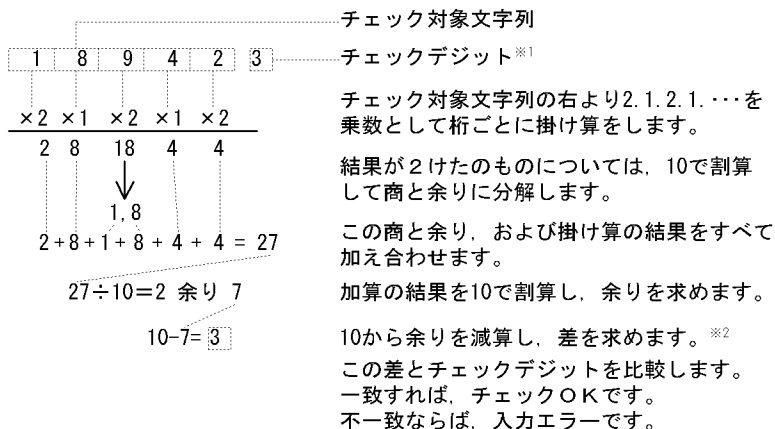 チェック対象文字列
1 8 9 4 2 3
チェックデジット※1
×2 ×1 ×2 ×1 ×2
チェック対象文字列の右より2.1.2.1.･･･を
乗数として桁ごとに掛け算をします。
2 8 18 4 4
結果が２けたのものについては，10で割算
して商と余りに分解します。
1,8
2+8+1+8+4+4=27
この商と余り，および掛け算の結果をすべて
加え合わせます。
27÷10=2 余り 7
加算の結果を10で割算し，余りを求めます。
10-7=3
10から余りを減算し，差を求めます。※2
この差とチェックデジットを比較します。
一致すれば，チェックＯＫです。
不一致ならば，入力エラーです。